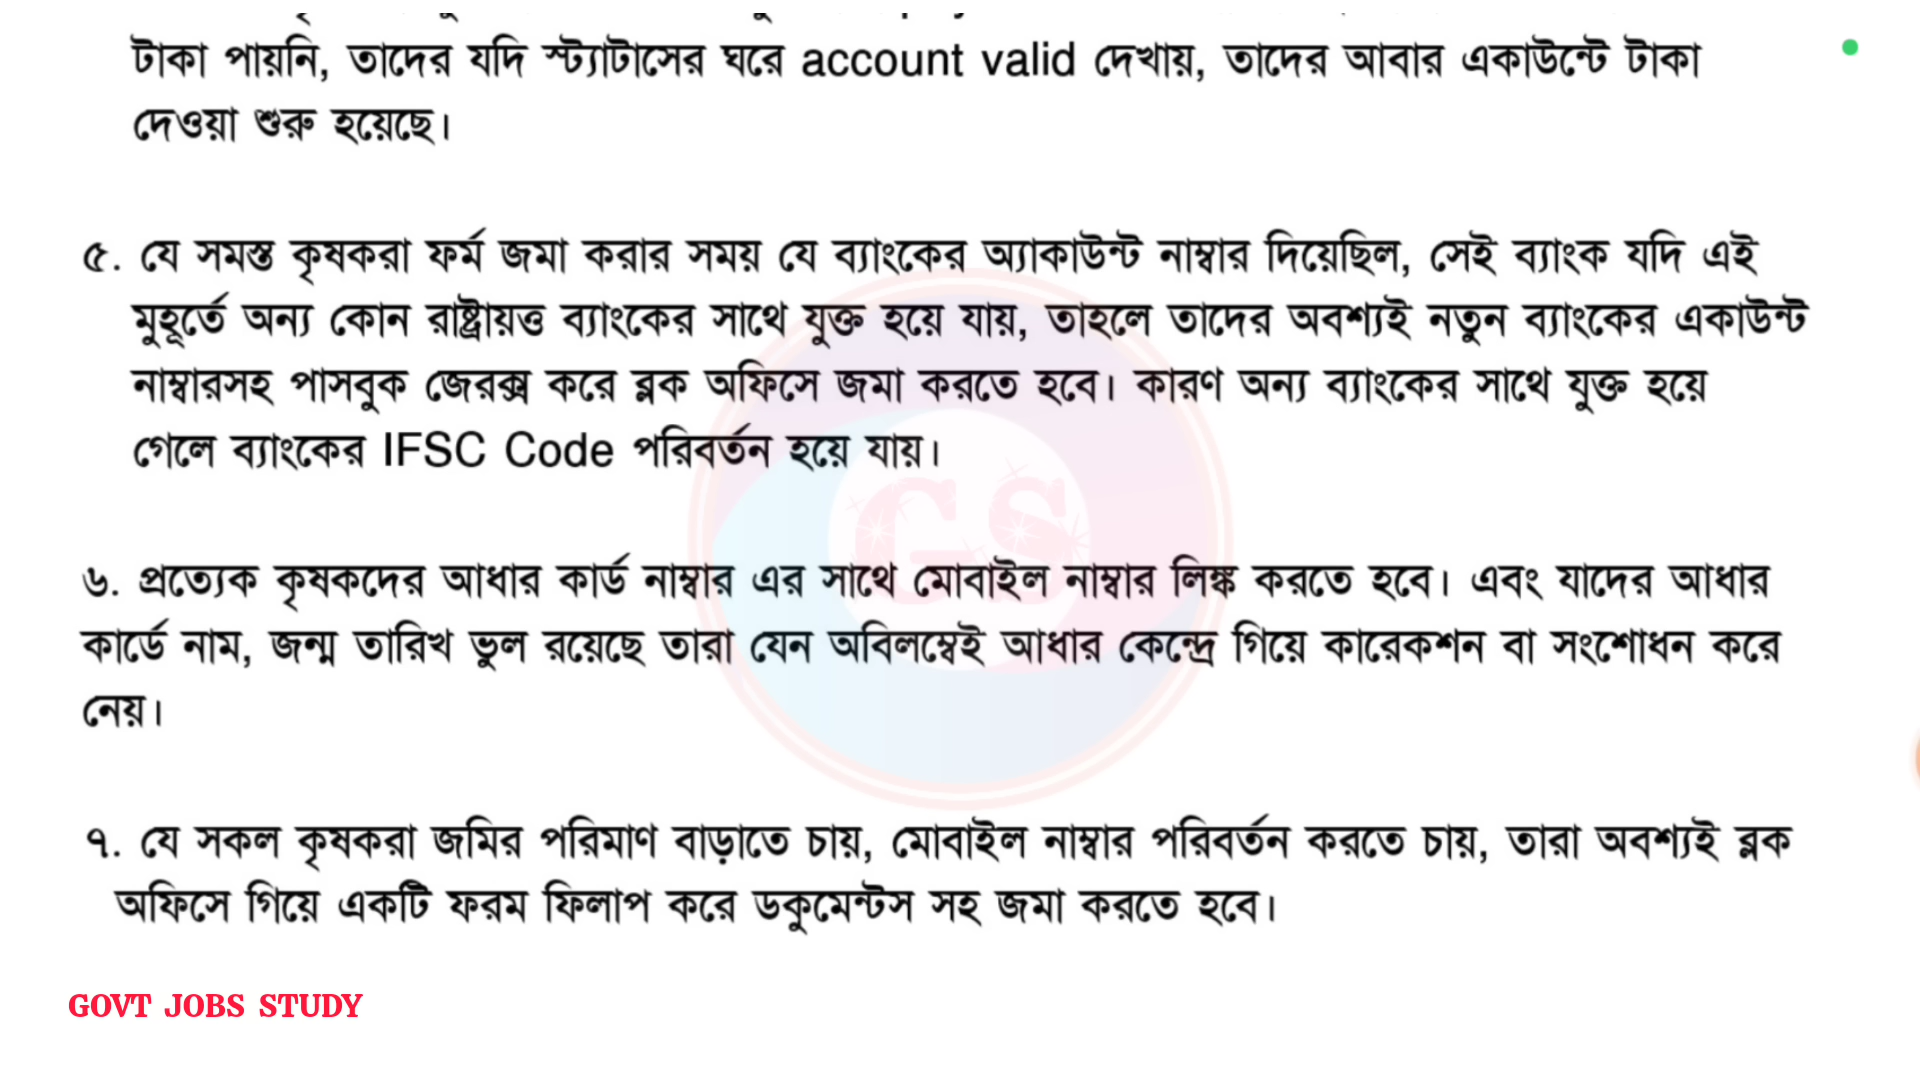 টাকা পায়নি, তাদের যদি স্ট্যাটাসের ঘরে account valid দেখায়, তাদের আবার একাউন্টে টাকা
দেওয়া শুরু হয়েছে।
৫. যে সমস্ত কৃষকরা ফর্ম জমা করার সময় যে ব্যাংকের অ্যাকাউন্ট নাম্বার দিয়েছিল, সেই ব্যাংক যদি এই
মুহূর্তে অন্য কোন রাষ্ট্রায়ত্ত ব্যাংকের সাথে যুক্ত হয়ে যায়, তাহলে তাদের অবশ্যই নতুন ব্যাংকের একাউন্ট
নাম্বারসহ পাসবুক জেরক্স করে ব্লক অফিসে জমা করতে হবে। কারণ অন্য ব্যাংকের সাথে যুক্ত হয়ে
গেলে ব্যাংকের IFSC Code পরিবর্তন হয়ে যায়।
GS
৬. প্রত্যেক কৃষকদের আধার কার্ড নাম্বার এর সাথে মোবাইল নাম্বার লিঙ্ক করতে হবে। এবং যাদের আধার
কার্ডে নাম, জন্ম তারিখ ভুল রয়েছে তারা যেন অবিলম্বেই আধার কেন্দ্রে গিয়ে কারেকশন বা সংশোধন করে
নেয়।
৭. যে সকল কৃষকরা জমির পরিমাণ বাড়াতে চায়, মোবাইল নাম্বার পরিবর্তন করতে চায়, তারা অবশ্যই ব্লক
অফিসে গিয়ে একটি ফরম ফিলাপ করে ডকুমেন্টস সহ জমা করতে হবে।
GOVT JOBS STUDY